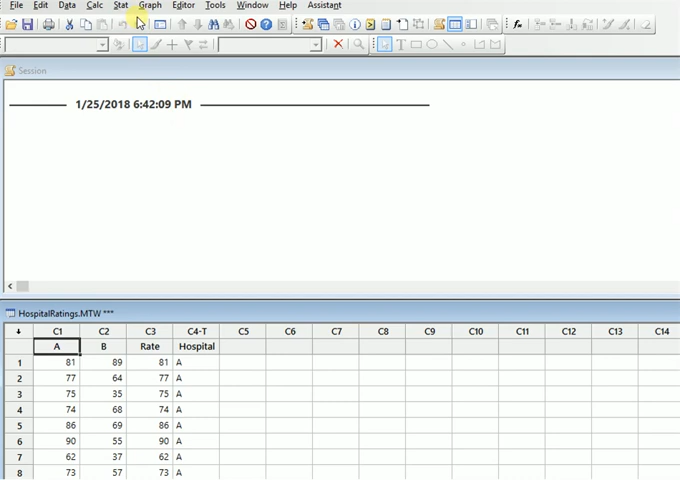 File Edit Data Calc Stat Graph Editor Tools Window Help Assistant
Session
1/25/2018 6:42:09 PM
HospitalRatings.MTW ***
C1 C2 C3 C4-T C5 C6 C7 C8 C9 C10 C11 C12 C13 C14
A B Rate Hospital
1 81 89 81 A
2 77 64 77 A
3 75 35 75 A
4 74 68 74 A
5 86 69 86 A
6 90 55 90 A
7 62 37 62 A
8 73 57 73 A